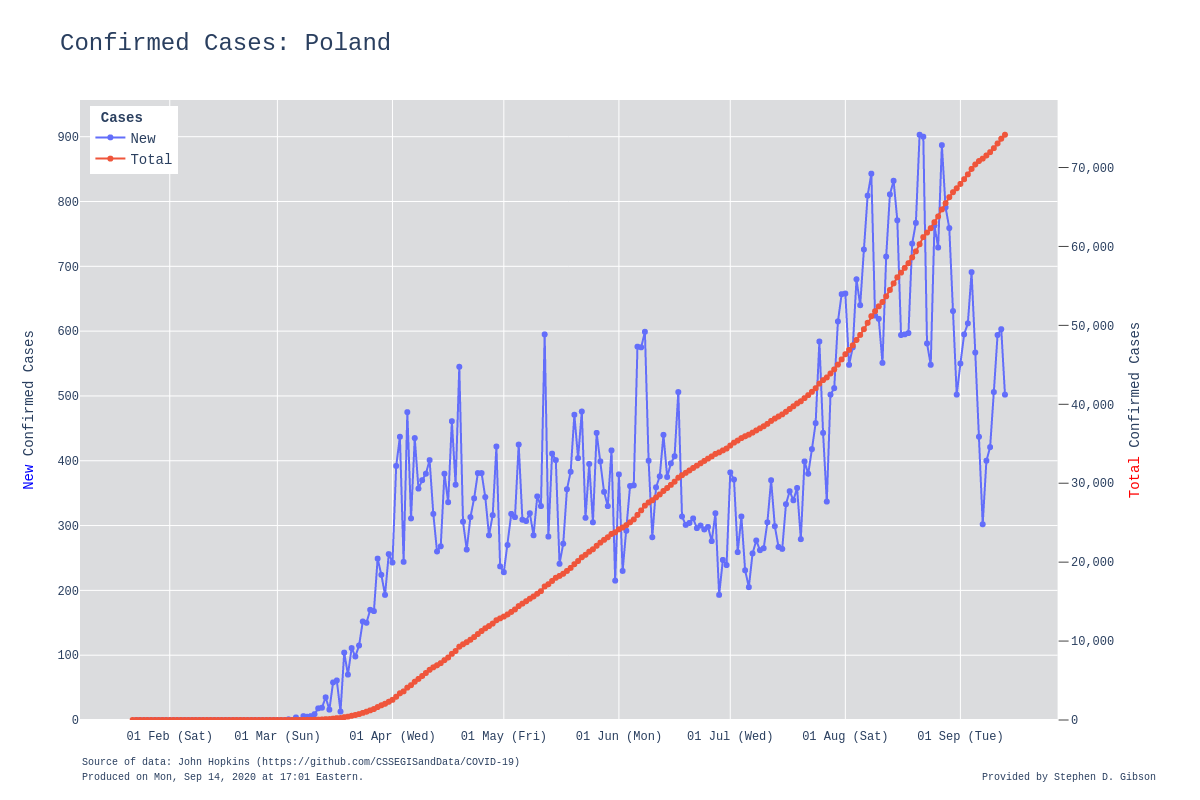 Confirmed Cases: Poland
Cases
New
Total
900
800
700
600
500
400
300
200
100
0
New Confirmed Cases
70,000
60,000
50,000
40,000
30,000
20,000
10,000
0
Total Confirmed Cases
01 Feb (Sat) 01 Mar (Sun) 01 Apr (Wed) 01 May (Fri) 01 Jun (Mon) 01 Jul (Wed) 01 Aug (Sat) 01 Sep (Tue)
Source of data: John Hopkins (https://github.com/CSSEGISandData/COVID-19)
Produced on Mon, Sep 14, 2020 at 17:01 Eastern.
Provided by Stephen D. Gibson